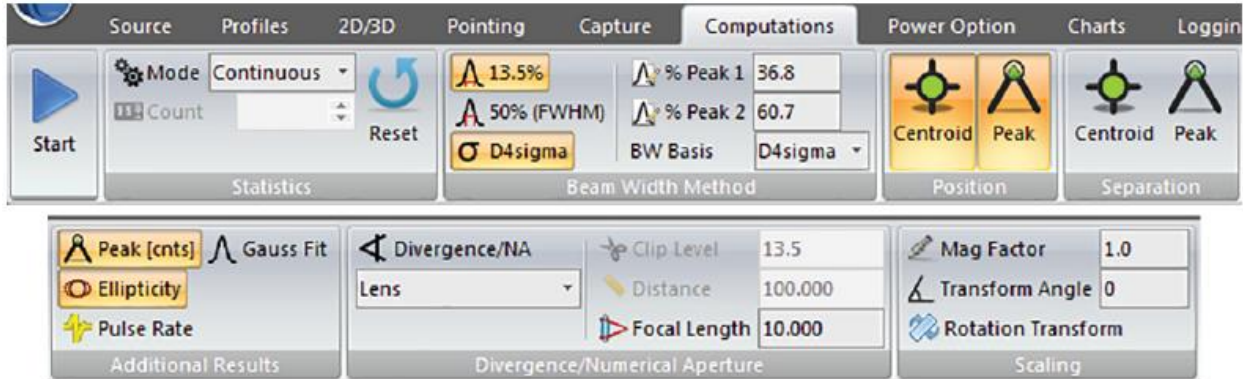 Source Profiles 2D/3D Pointing Capture Computations Power Option Charts Loggin
Start
Mode Continuous
Count
Reset
Statistics
13.5%
50% (FWHM)
D4sigma
% Peak 1 36.8
% Peak 2 60.7
BW Basis D4sigma
Beam Width Method
Centroid Peak
Position
Centroid Peak
Separation
Peak [cnts] Gauss Fit
Ellipticity
Pulse Rate
Additional Results
Divergence/NA
Lens
Clip Level 13.5
Distance 100.000
Focal Length 10.000
Divergence/Numerical Aperture
Mag Factor 1.0
Transform Angle 0
Rotation Transform
Scaling